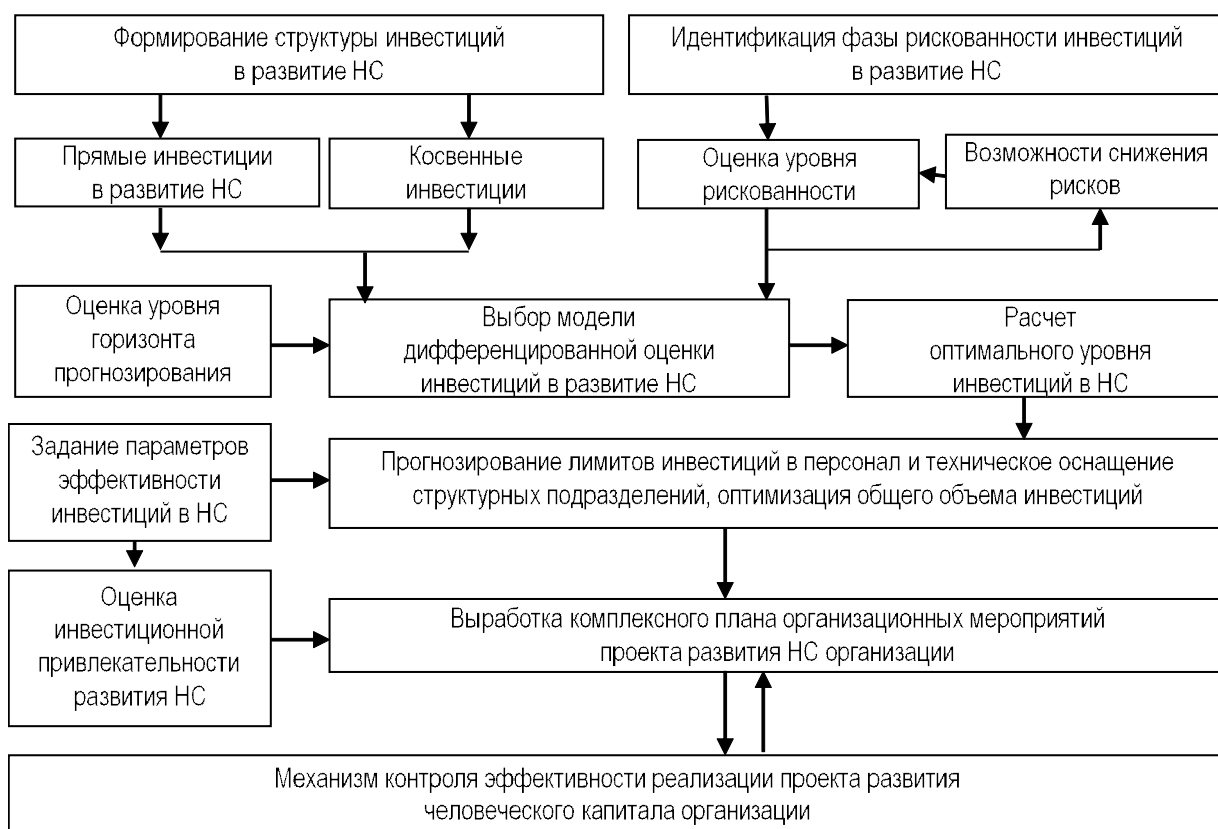 Формирование структуры инвестиций
в развитие НС
Идентификация фазы рискованности инвестиций
в развитие НС
Прямые инвестиции
в развитие НС
Косвенные
инвестиции
Оценка уровня
рискованности
Возможности снижения
рисков
Оценка уровня
горизонта
прогнозирования
Выбор модели
дифференцированной оценки
инвестиций в развитие НС
Расчет
оптимального уровня
инвестиций в НС
Задание параметров
эффективности
инвестиций в НС
Прогнозирование лимитов инвестиций в персонал и техническое оснащение
структурных подразделений, оптимизация общего объема инвестиций
Оценка
инвестиционной
привлекательности
развития НС
Выработка комплексного плана организационных мероприятий
проекта развития НС организации
Механизм контроля эффективности реализации проекта развития
человеческого капитала организации